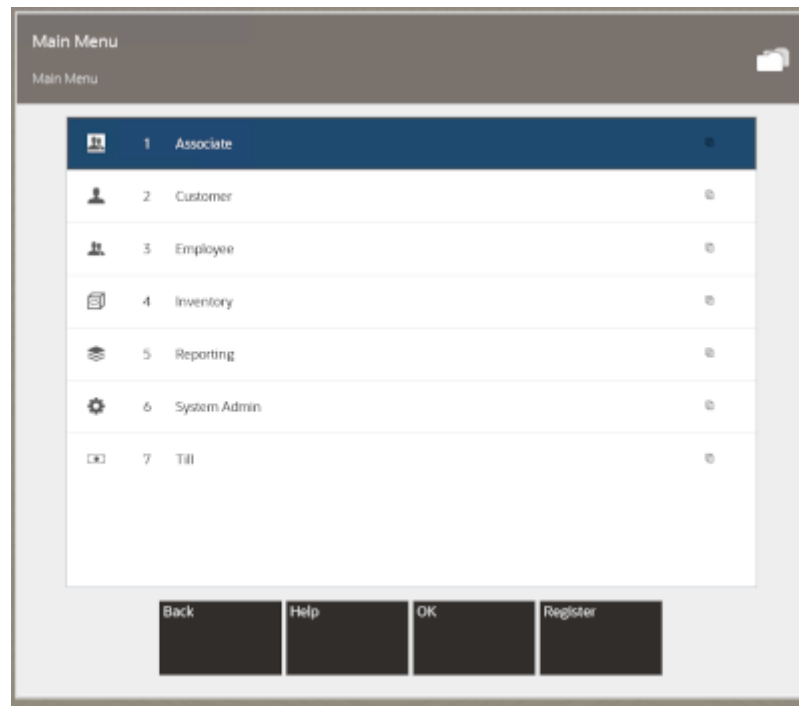 Main Menu
Main Menu
1 Associate
2 Customer
3 Employee
4 Inventory
5 Reporting
6 System Admin
7 Till
Back Help OK Register